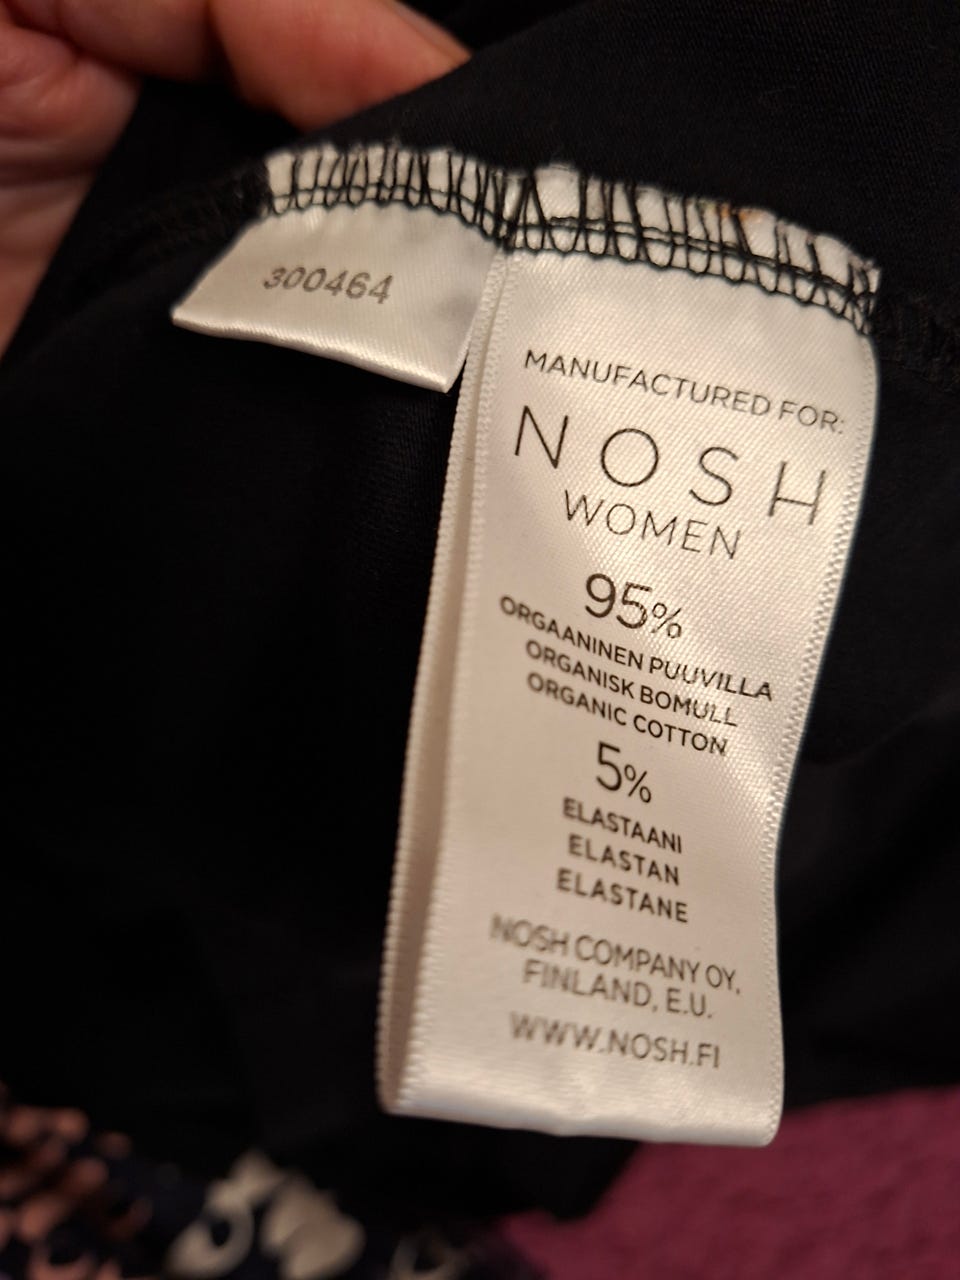 300464
MANUFACTURED FOR:
NOSH
WOMEN
95%
ORGAANINEN PUUVILLA
ORGANISK BOMULL
ORGANIC COTTON
5%
ELASTAANI
ELASTAN
ELASTANE
NOSH COMPANY OY,
FINLAND, E.U.
WWW.NOSH.FI